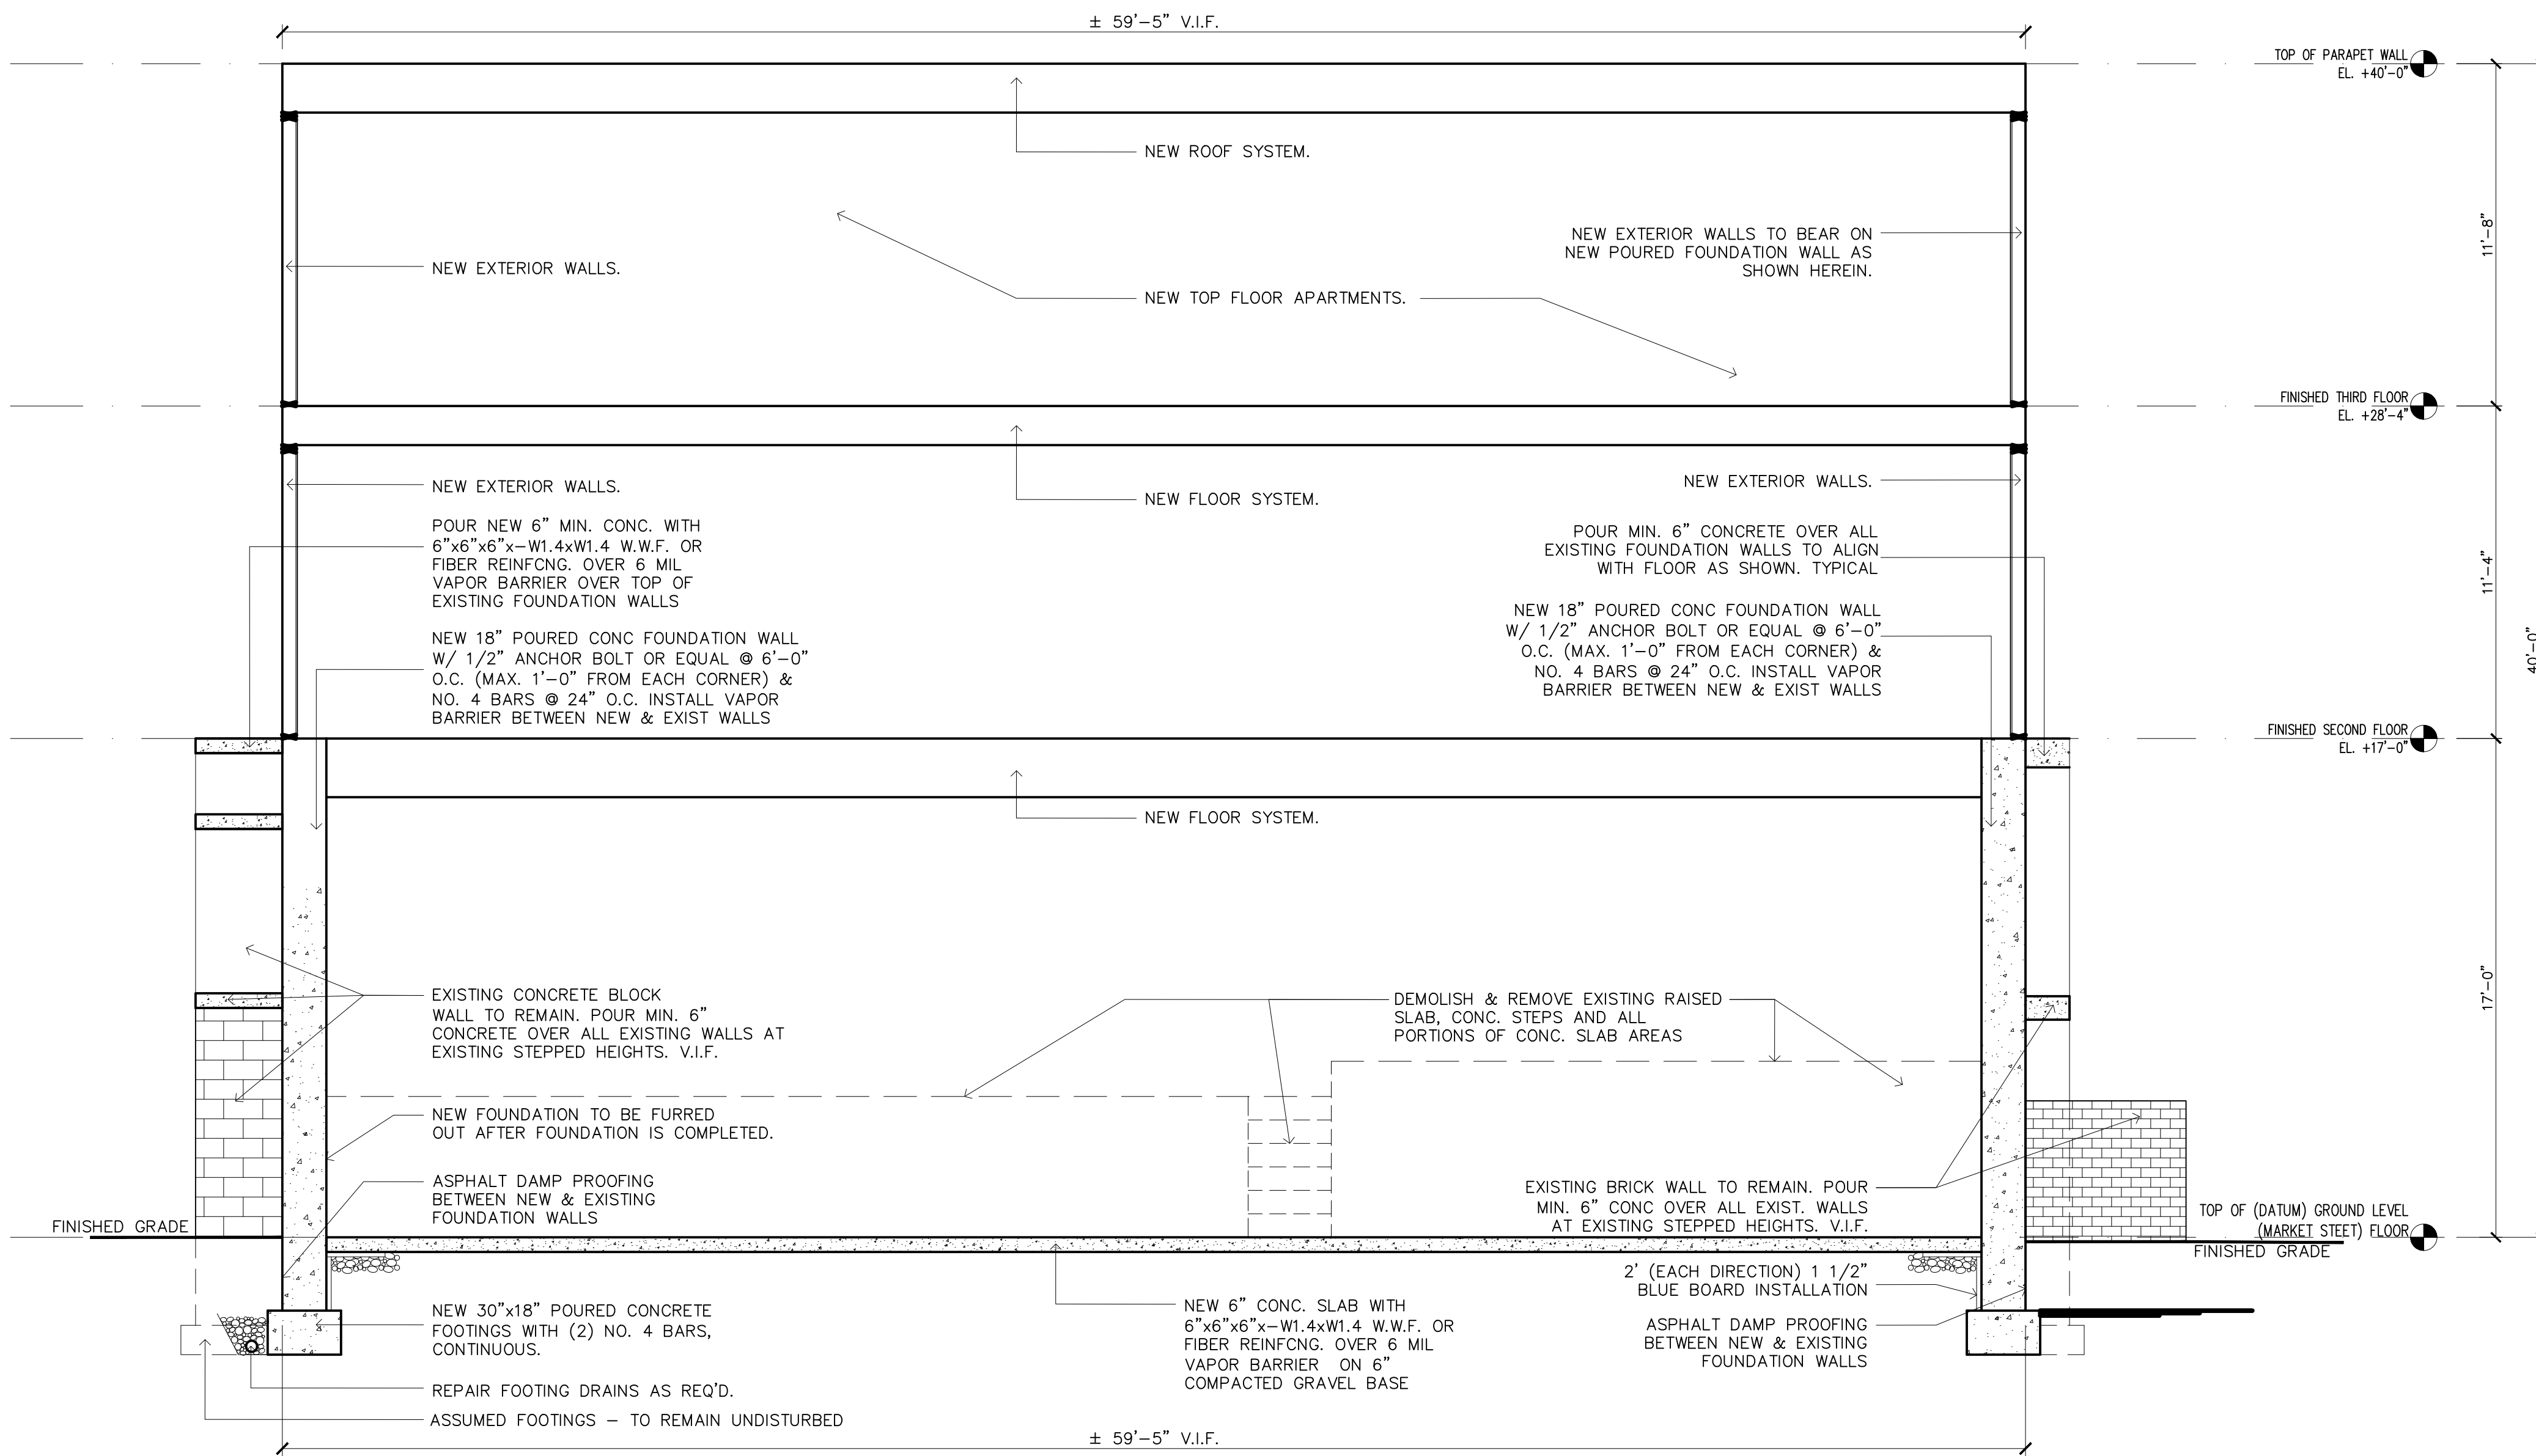 ± 59'-5" V.I.F.
TOP OF PARAPET WALL
EL. +40'-0"
NEW ROOF SYSTEM.
11'-8"
NEW EXTERIOR WALLS TO BEAR ON
NEW POURED FOUNDATION WALL AS
SHOWN HEREIN.
NEW EXTERIOR WALLS.
NEW TOP FLOOR APARTMENTS.
FINISHED THIRD FLOOR
EL. +28'-4"
NEW EXTERIOR WALLS.
NEW FLOOR SYSTEM.
NEW EXTERIOR WALLS.
POUR NEW 6" MIN. CONC. WITH
6"x6"x6"x-W1.4xW1.4 W.W.F. OR
FIBER REINFCNG. OVER 6 MIL
VAPOR BARRIER OVER TOP OF
EXISTING FOUNDATION WALLS
POUR MIN. 6" CONCRETE OVER ALL
EXISTING FOUNDATION WALLS TO ALIGN
WITH FLOOR AS SHOWN. TYPICAL
11'-4"
40'-0"
NEW 18" POURED CONC FOUNDATION WALL
W/ 1/2" ANCHOR BOLT OR EQUAL @ 6'-0"
O.C. (MAX. 1'-0" FROM EACH CORNER) &
NO. 4 BARS @ 24" O.C. INSTALL VAPOR
BARRIER BETWEEN NEW & EXIST WALLS
NEW 18" POURED CONC FOUNDATION WALL
W/ 1/2" ANCHOR BOLT OR EQUAL @ 6'-0"
O.C. (MAX. 1'-0" FROM EACH CORNER) &
NO. 4 BARS @ 24" O.C. INSTALL VAPOR
BARRIER BETWEEN NEW & EXIST WALLS
FINISHED SECOND FLOOR
EL. +17'-0"
NEW FLOOR SYSTEM.
17'-0"
EXISTING CONCRETE BLOCK
WALL TO REMAIN. POUR MIN. 6"
CONCRETE OVER ALL EXISTING WALLS AT
EXISTING STEPPED HEIGHTS. V.I.F.
DEMOLISH & REMOVE EXISTING RAISED
SLAB, CONC. STEPS AND ALL
PORTIONS OF CONC. SLAB AREAS
NEW FOUNDATION TO BE FURRED
OUT AFTER FOUNDATION IS COMPLETED.
ASPHALT DAMP PROOFING
BETWEEN NEW & EXISTING
FOUNDATION WALLS
EXISTING BRICK WALL TO REMAIN. POUR
MIN. 6" CONC OVER ALL EXIST. WALLS
AT EXISTING STEPPED HEIGHTS. V.I.F.
FINISHED GRADE
TOP OF (DATUM) GROUND LEVEL
(MARKET STEET) FLOOR
FINISHED GRADE
2' (EACH DIRECTION) 1 1/2"
BLUE BOARD INSTALLATION
NEW 30"x18" POURED CONCRETE
FOOTINGS WITH (2) NO. 4 BARS,
CONTINUOUS.
NEW 6" CONC. SLAB WITH
6"x6"x6"x-W1.4xW1.4 W.W.F. OR
FIBER REINFCNG. OVER 6 MIL
VAPOR BARRIER ON 6"
COMPACTED GRAVEL BASE
ASPHALT DAMP PROOFING
BETWEEN NEW & EXISTING
FOUNDATION WALLS
REPAIR FOOTING DRAINS AS REQ'D.
ASSUMED FOOTINGS – TO REMAIN UNDISTURBED
± 59'-5" V.I.F.